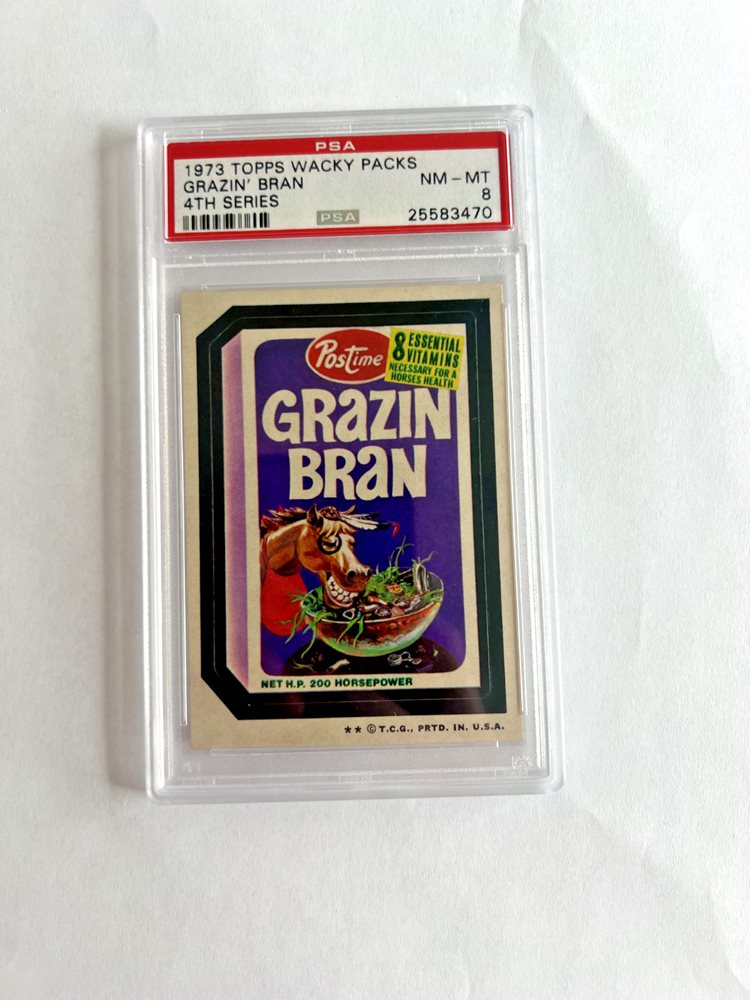 PSA
1973 TOPPS WACKY PACKS
GRAZIN' BRAN NM - MT
4TH SERIES 8
PSA 25583470
Postime
8 ESSENTIAL
VITAMINS
NECESSARY FOR A
HORSES HEALTH
GRAZIN
BRAN
NET H.P. 200 HORSEPOWER
** © T.C.G., PRTD. IN. U.S.A.